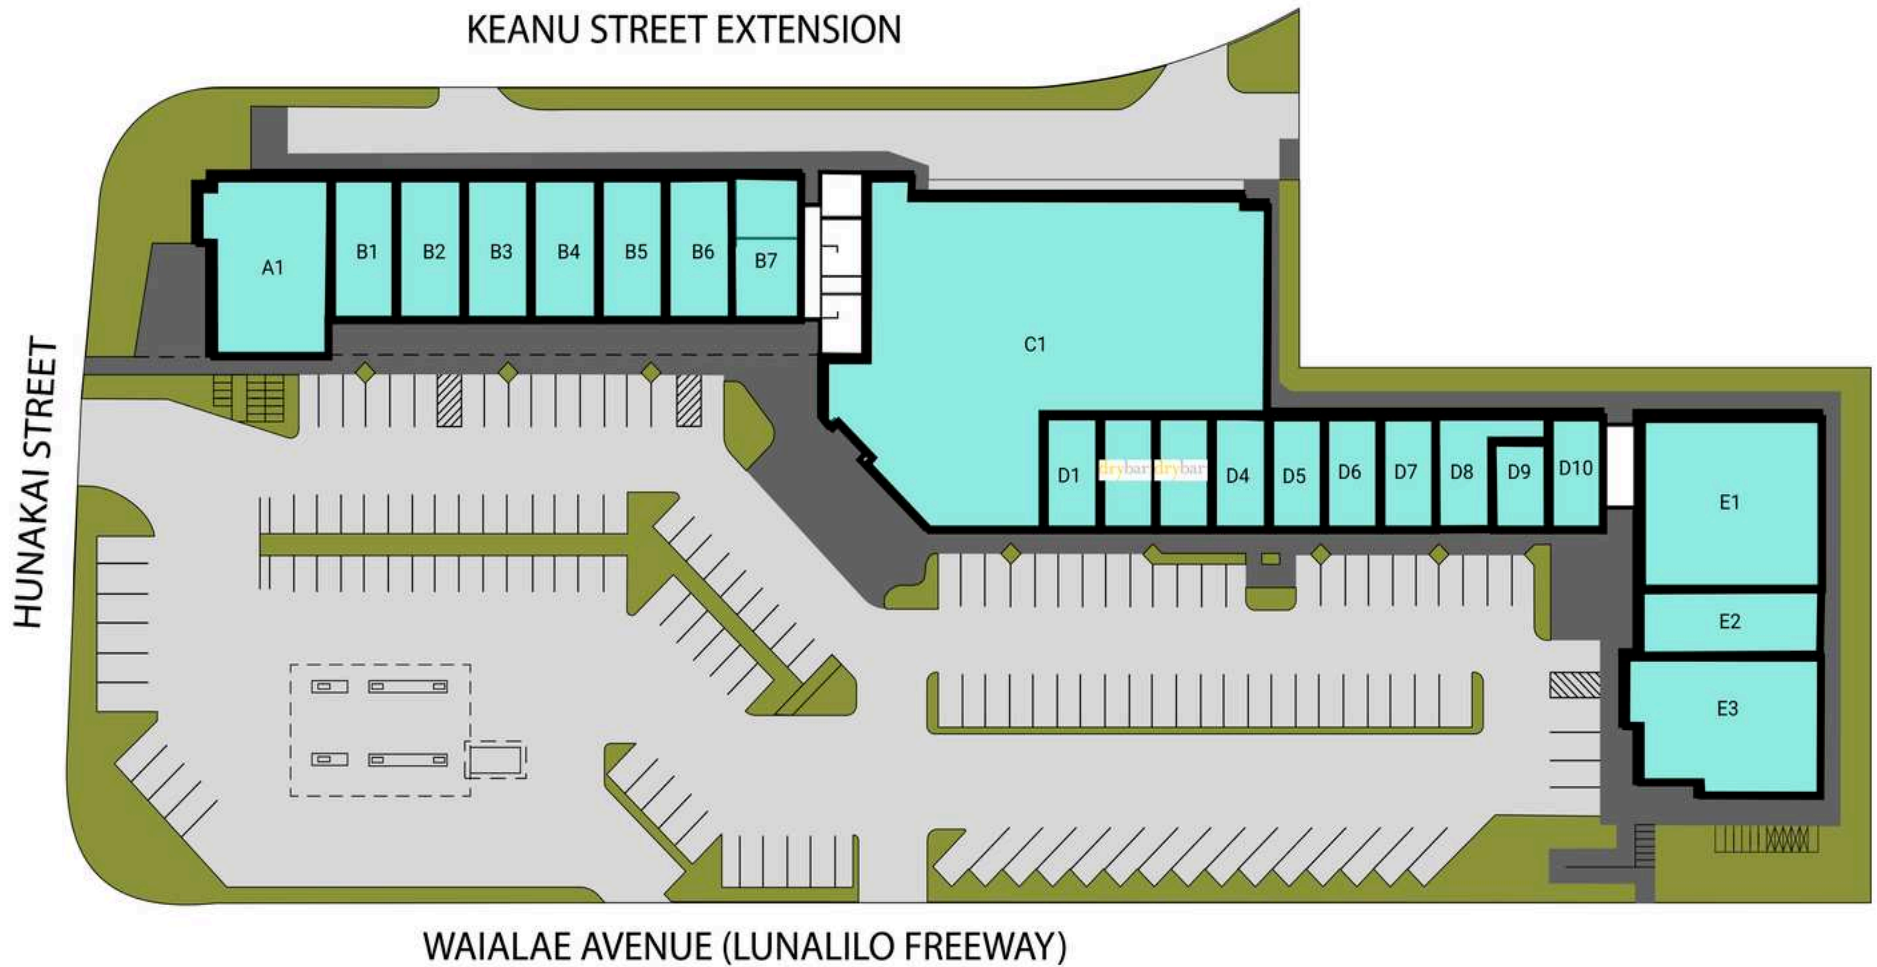 KEANU STREET EXTENSION
HUNAKAI STREET
A1
B1
B2
B3
B4
B5
B6
B7
C1
D1
drybar
drybar
D4
D5
D6
D7
D8
D9
D10
E1
E2
E3
WAIALAE AVENUE (LUNALILO FREEWAY)